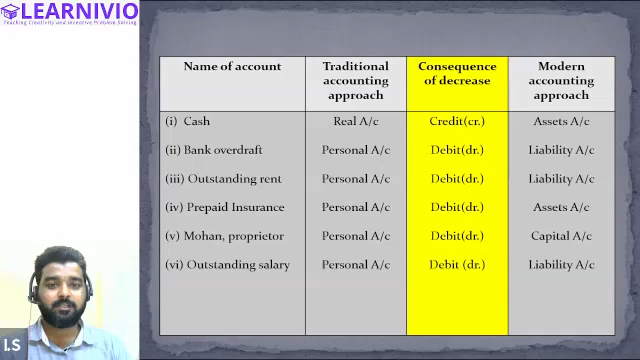 LEARNIVIO
Teaching Creativity and Incentive Problem Solving
Name of account Traditional accounting approach Consequence of decrease Modern accounting approach
(i) Cash Real A/c Credit(cr.) Assets A/c
(ii) Bank overdraft Personal A/c Debit(dr.) Liability A/c
(iii) Outstanding rent Personal A/c Debit(dr.) Liability A/c
(iv) Prepaid Insurance Personal A/c Debit(dr.) Assets A/c
(v) Mohan, proprietor Personal A/c Debit(dr.) Capital A/c
(vi) Outstanding salary Personal A/c Debit (dr.) Liability A/c
I.S